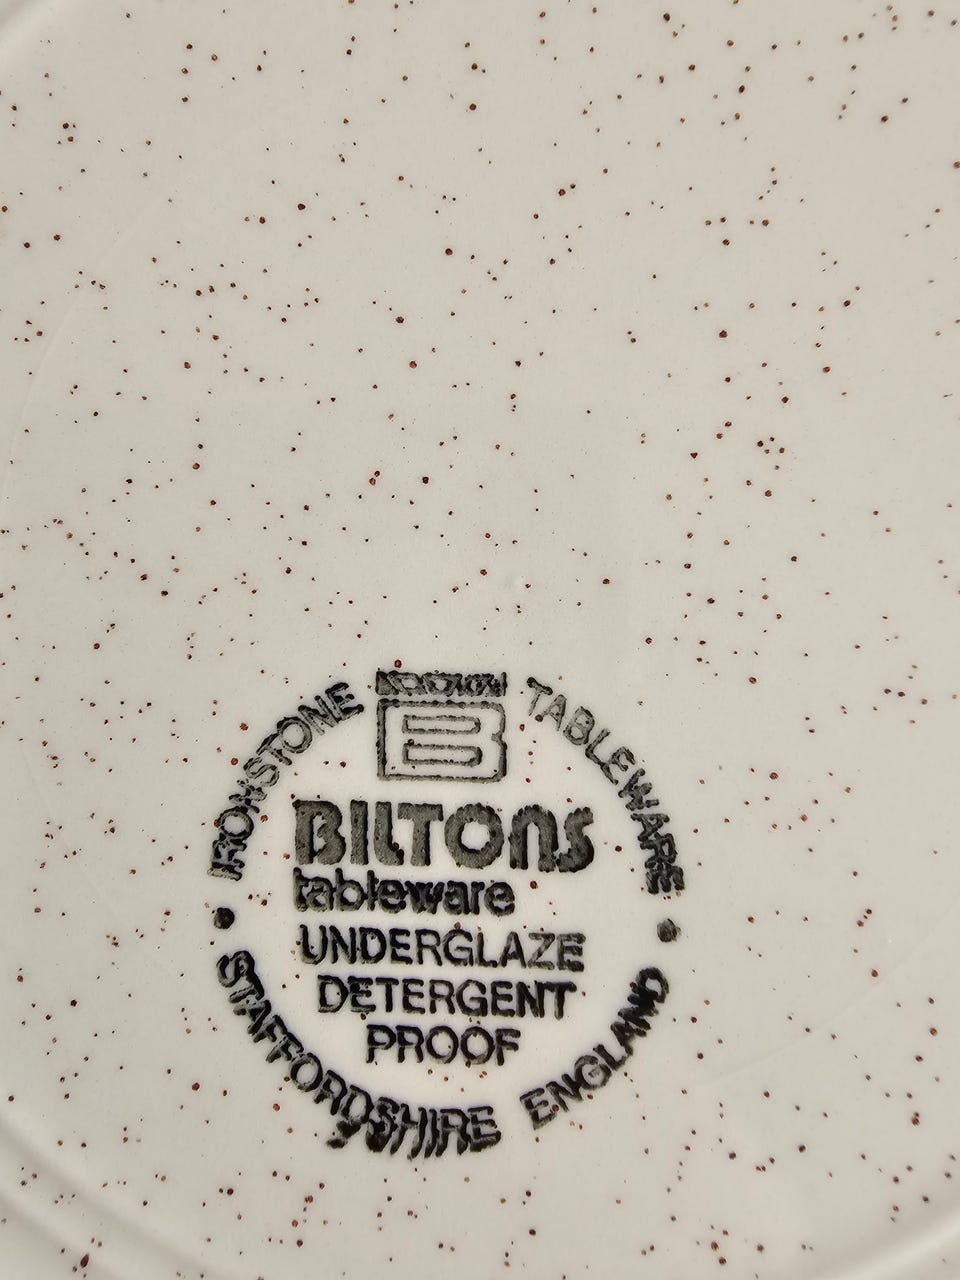 IRONSTONE TABLEWARE
B
BILTONS
tableware
UNDERGLAZE
DETERGENT
PROOF
STAFFORDSHIRE ENGLAND